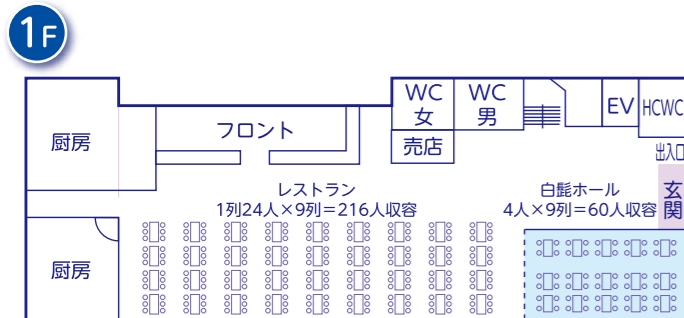 1F
WC
女
WC
男
EV
HCWC
厨房
フロント
売店
出入口
レストラン
1列24人×9列=216人収容
白髭ホール
4人×9列=60人収容
玄関
厨房